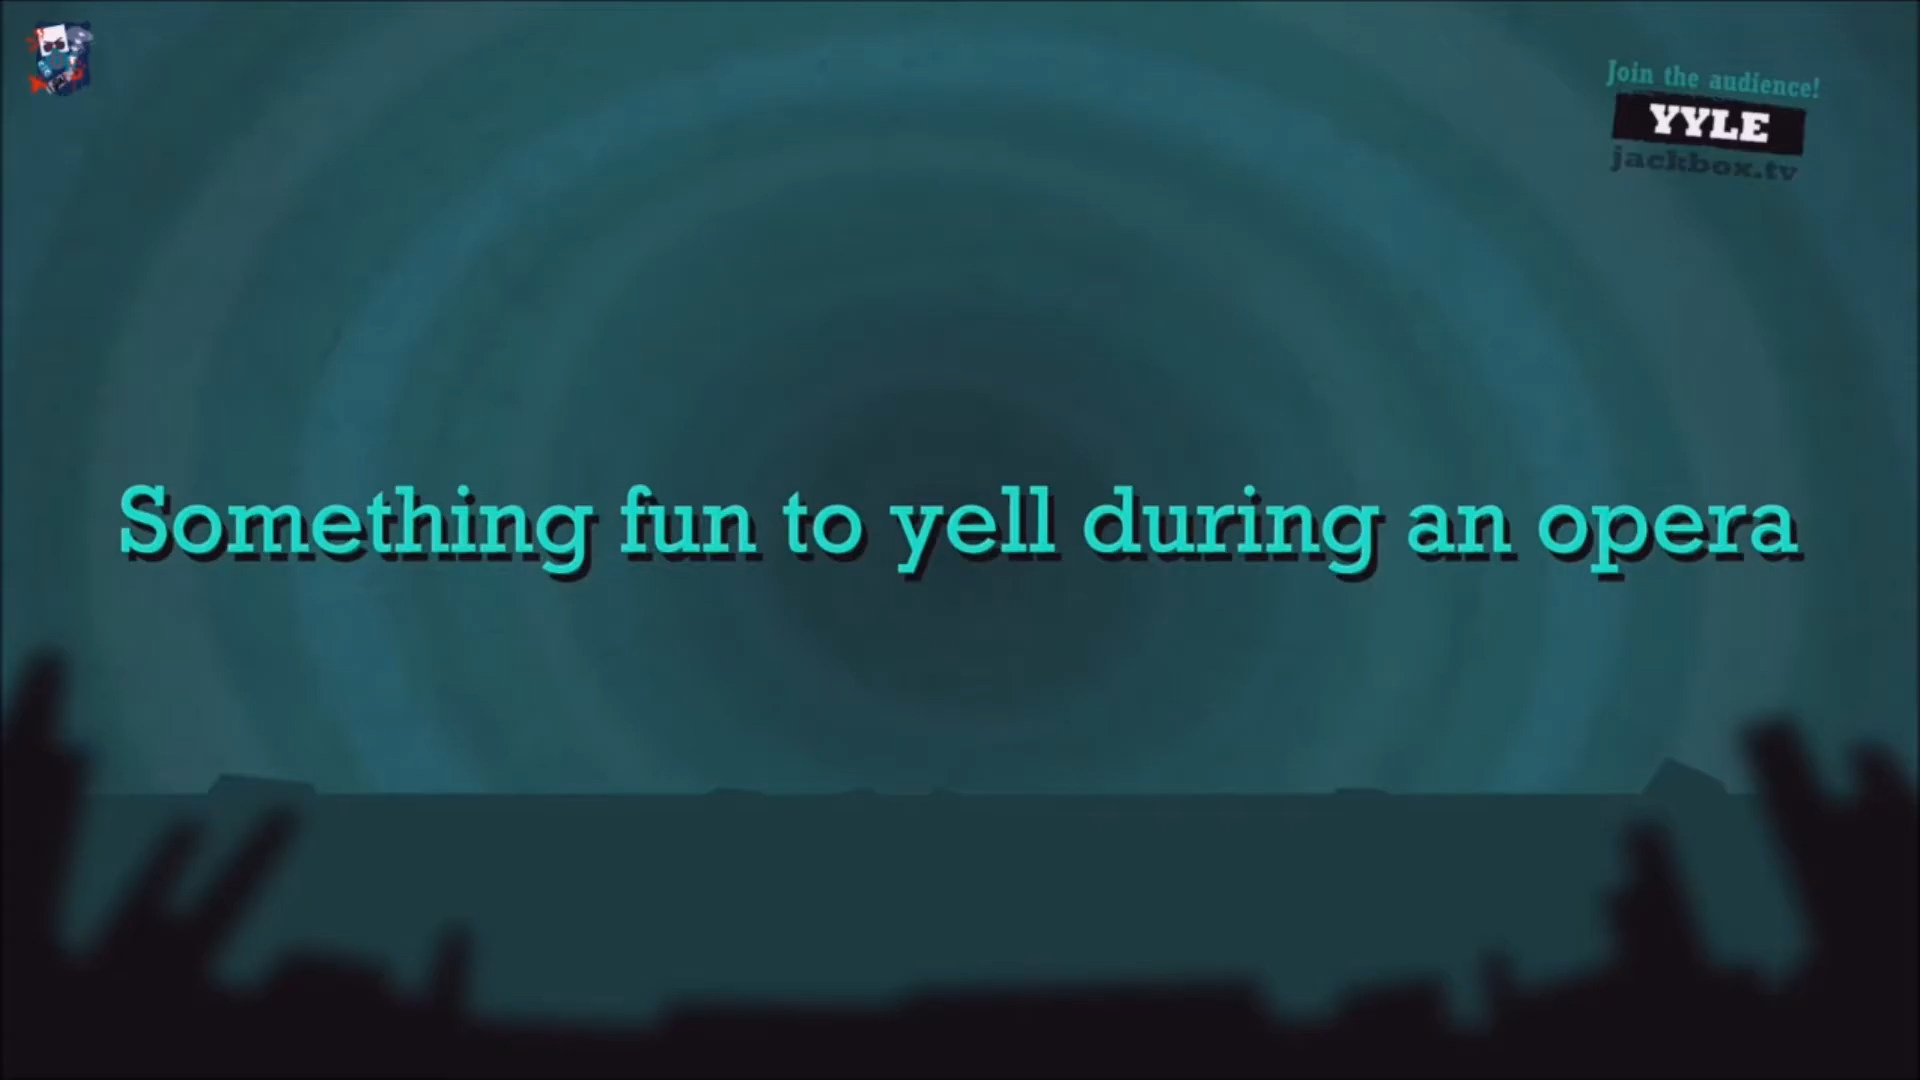 Join the audience!
YYLE
jackbox.tv
Something fun to yell during an opera